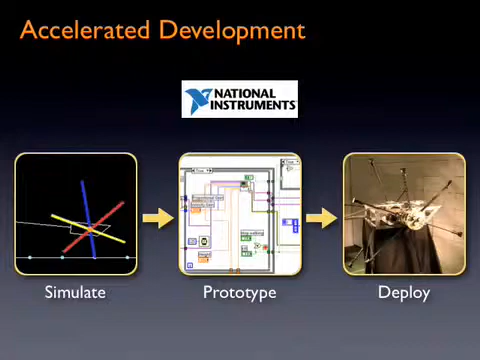 Accelerated Development
NATIONAL
INSTRUMENTS
Simulate
Prototype
Deploy